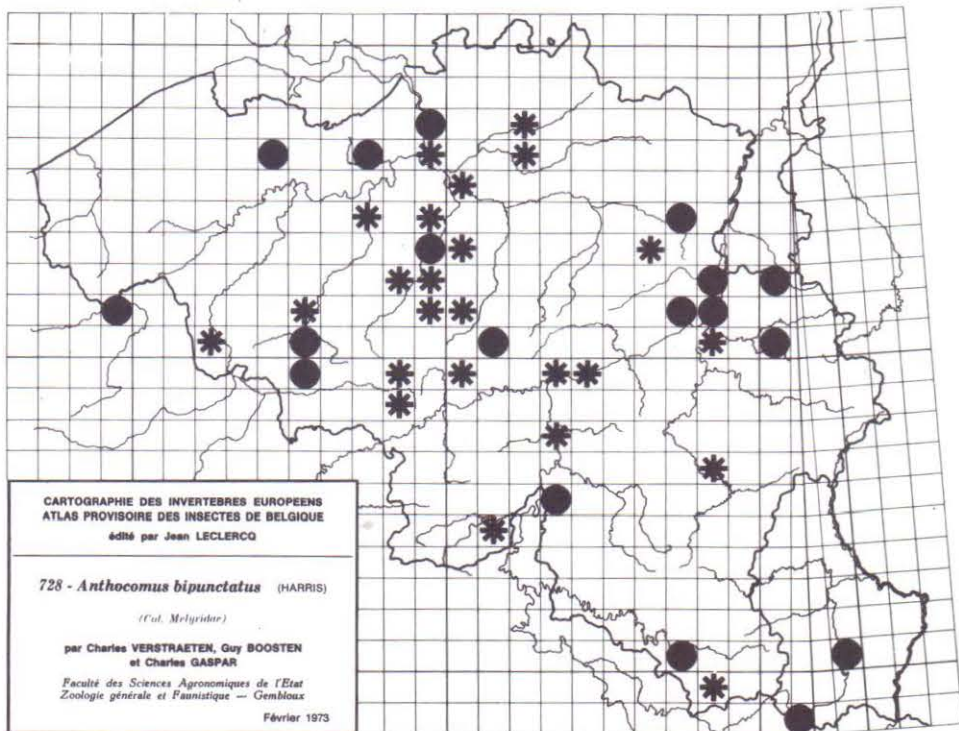 CARTOGRAPHIE DES INVERTEBRES EUROPEENS
ATLAS PROVISOIRE DES INSECTES DE BELGIQUE
édité par Jean LECLERCQ
728 - Anthocomus bipunctatus (HARRIS)
(Col. Melyridae)
par Charles VERSTRAETEN, Guy BOOSTEN
et Charles GASPAR
Faculté des Sciences Agronomiques de l'Etat
Zoologie générale et Faunistique — Gembloux
Février 1973